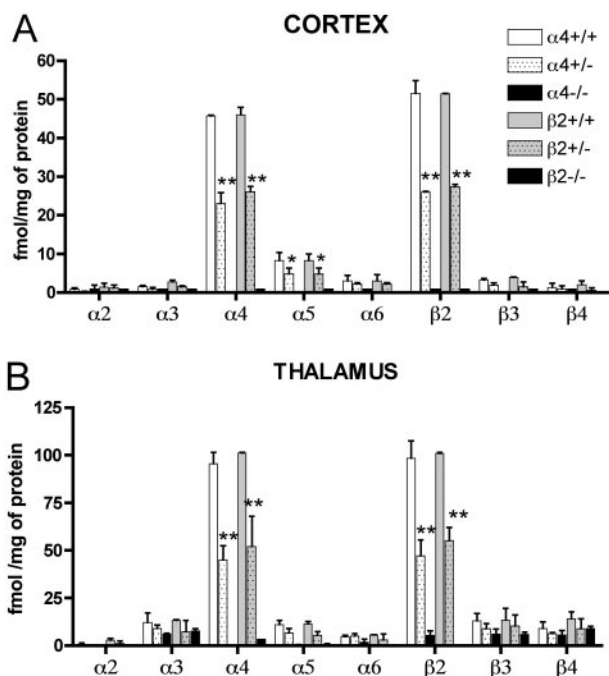 A
CORTEX
fmol/mg of protein
60
50
40
30
20
10
0
** ** * * ** **
α2 α3 α4 α5 α6 β2 β3 β4
α4+/+
α4+/-
α4-/-
β2+/+
β2+/-
β2-/-
B
THALAMUS
fmol /mg of protein
125
100
75
50
25
0
** ** ** **
α2 α3 α4 α5 α6 β2 β3 β4